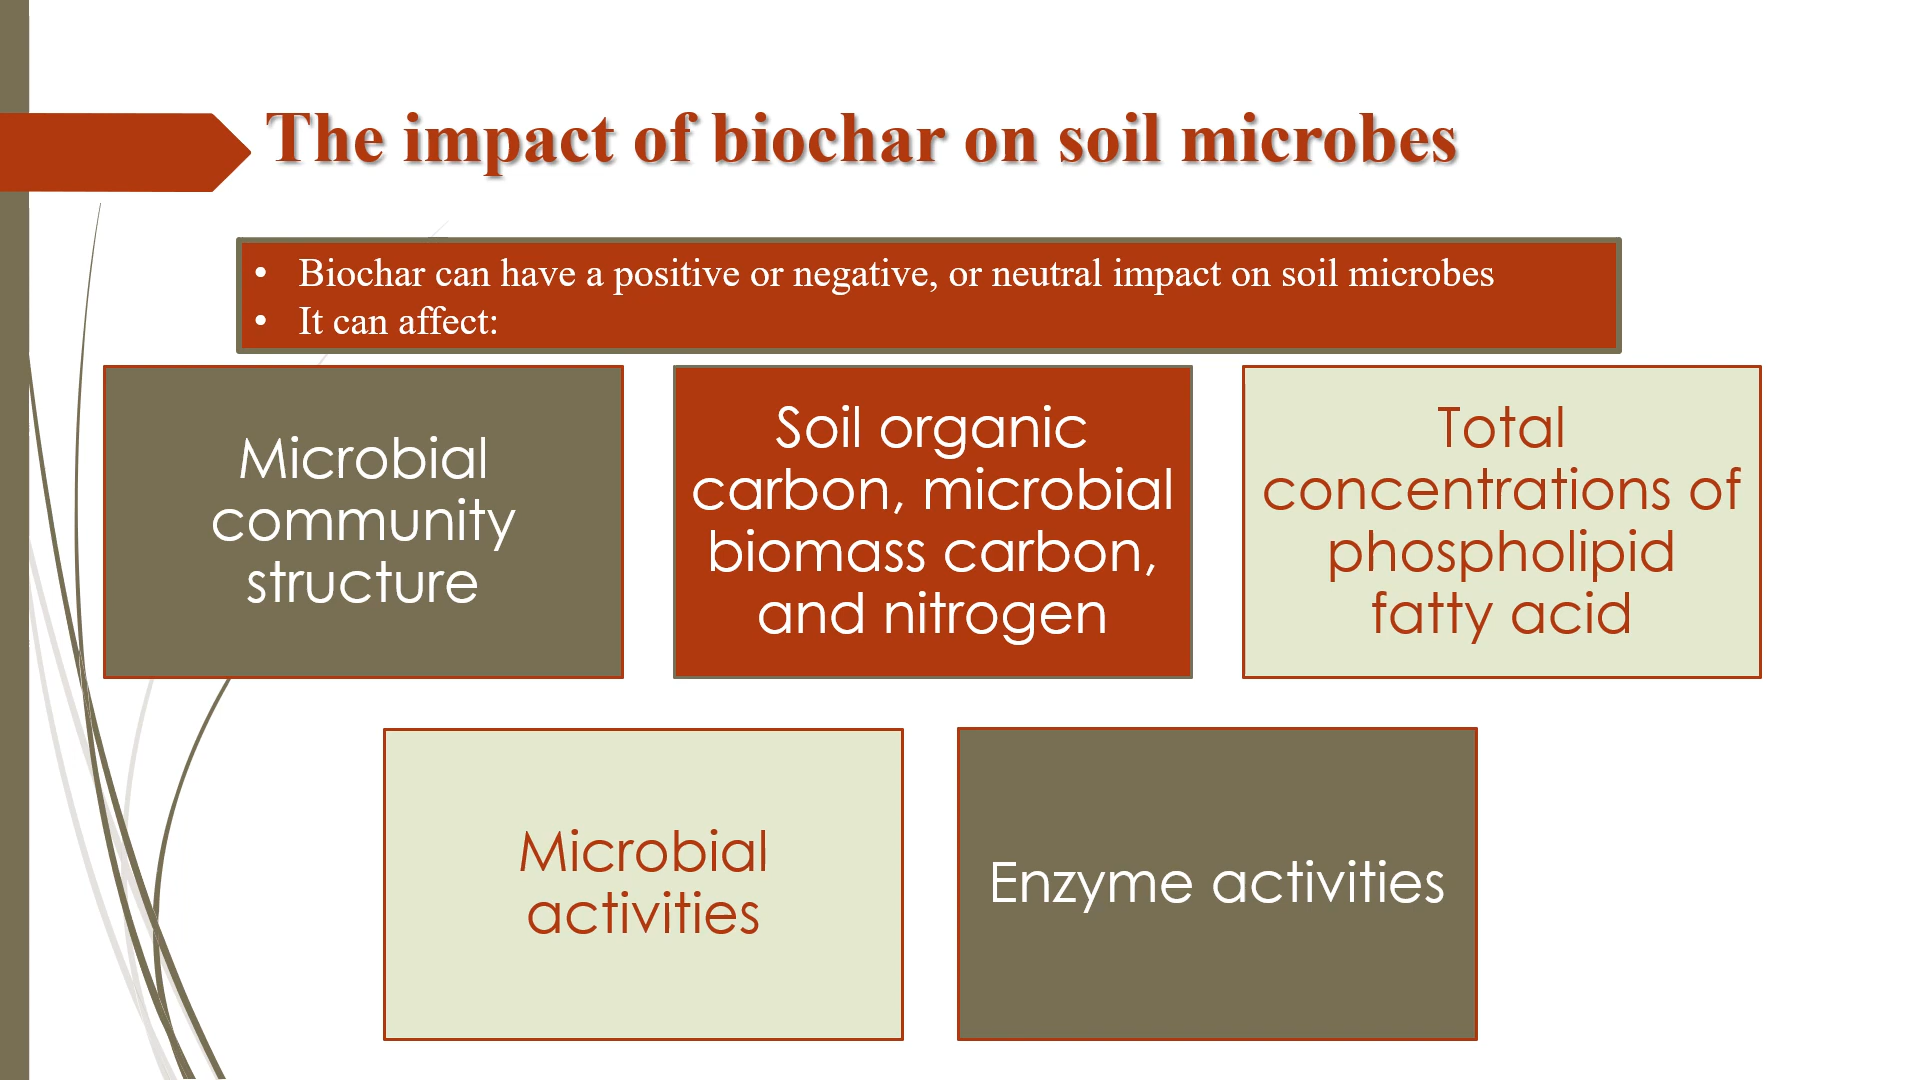 The impact of biochar on soil microbes
• Biochar can have a positive or negative, or neutral impact on soil microbes
• It can affect:
Microbial
community
structure
Soil organic
carbon, microbial
biomass carbon,
and nitrogen
Total
concentrations of
phospholipid
fatty acid
Microbial
activities
Enzyme activities